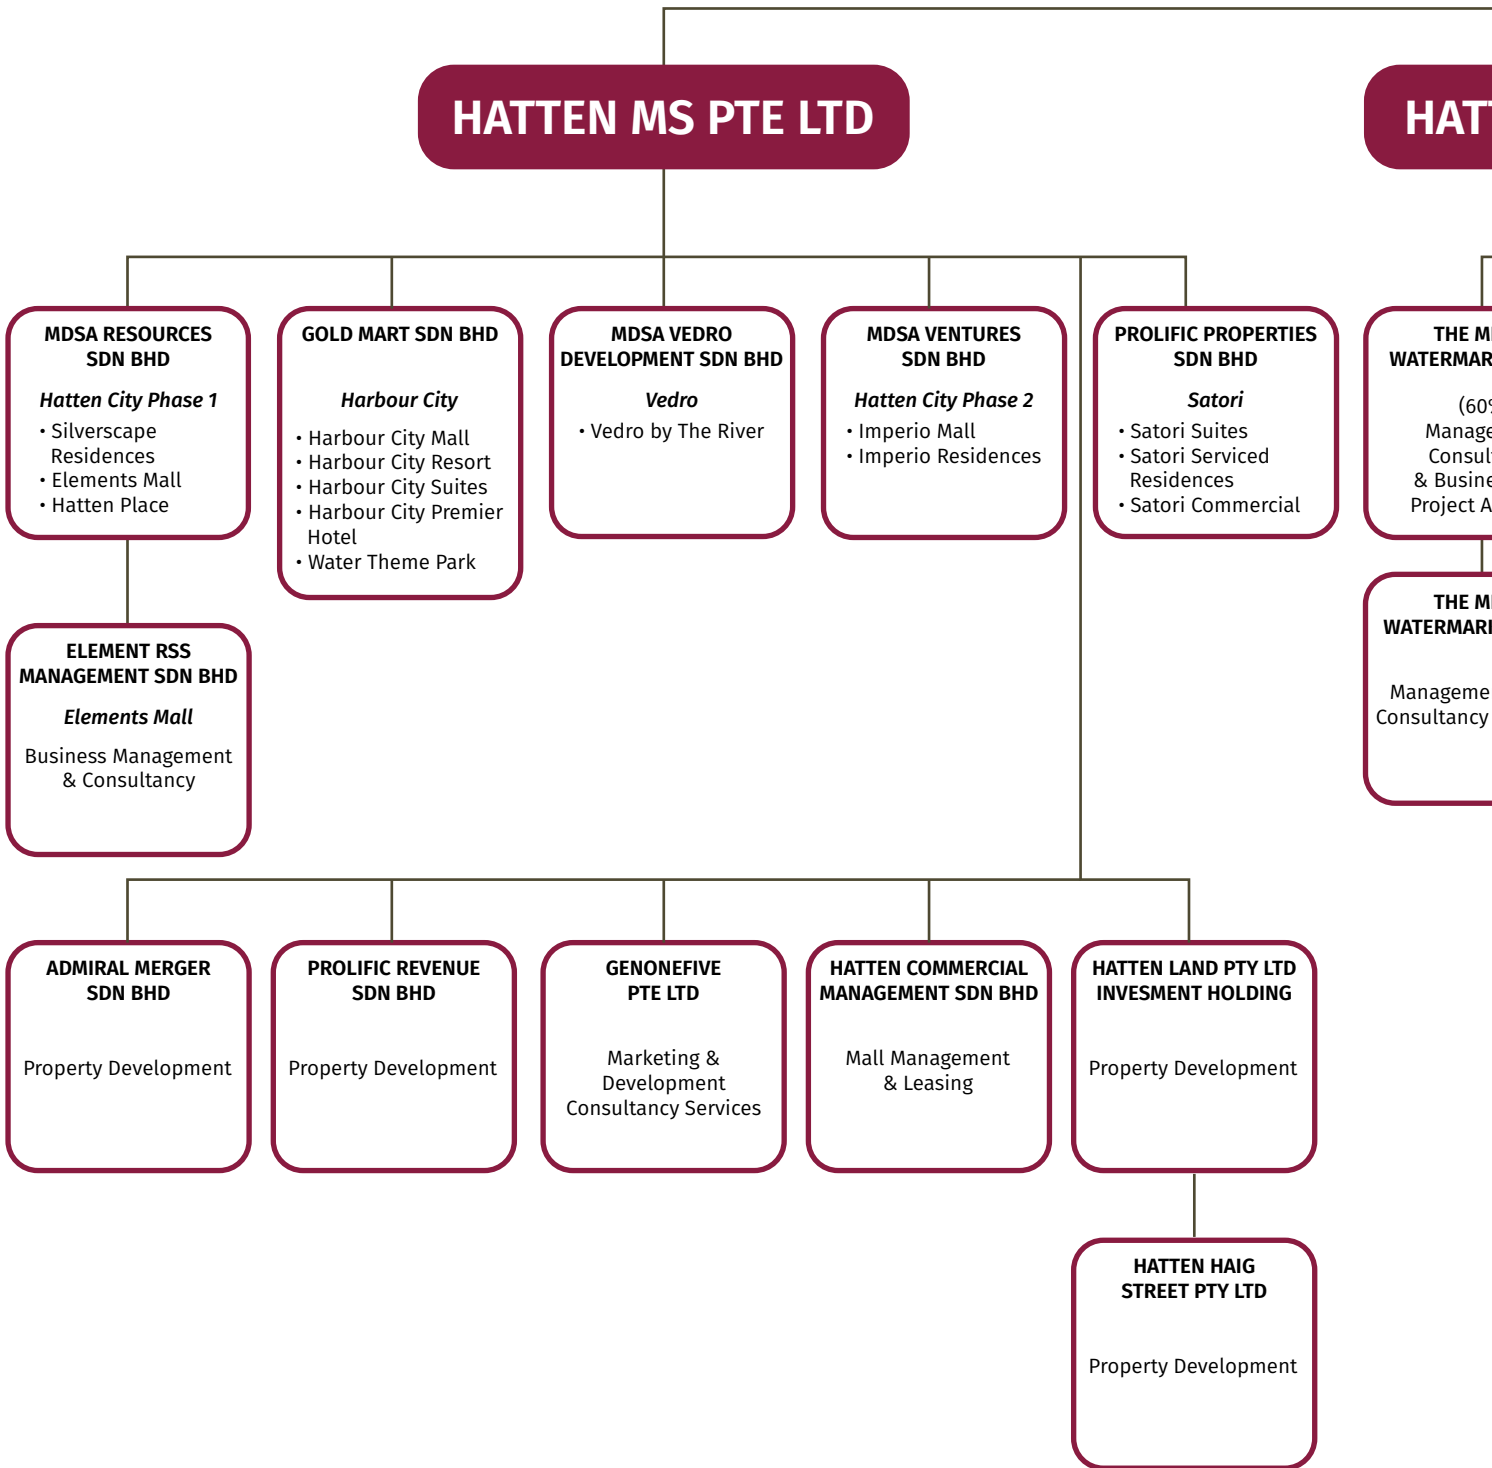 HATTEN MS PTE LTD
MDSA RESOURCES
SDN BHD
Hatten City Phase 1
• Silverscape
Residences
• Elements Mall
• Hatten Place
GOLD MART SDN BHD
Harbour City
• Harbour City Mall
• Harbour City Resort
• Harbour City Suites
• Harbour City Premier
Hotel
• Water Theme Park
MDSA VEDRO
DEVELOPMENT SDN BHD
Vedro
• Vedro by The River
MDSA VENTURES
SDN BHD
Hatten City Phase 2
• Imperio Mall
• Imperio Residences
PROLIFIC PROPERTIES
SDN BHD
Satori
• Satori Suites
• Satori Serviced
Residences
• Satori Commercial
THE
(60
& 
Project
ELEMENT RSS
MANAGEMENT SDN BHD
Elements Mall
Business Management
& Consultancy
THE
Consultancy
ADMIRAL MERGER
SDN BHD
Property Development
PROLIFIC REVENUE
SDN BHD
Property Development
GENONEFIVE
PTE LTD
Marketing &
Development
Consultancy Services
HATTEN COMMERCIAL
MANAGEMENT SDN BHD
Mall Management
& Leasing
HATTEN LAND PTY LTD
INVESMENT HOLDING
Property Development
HATTEN HAIG
STREET PTY LTD
Property Development